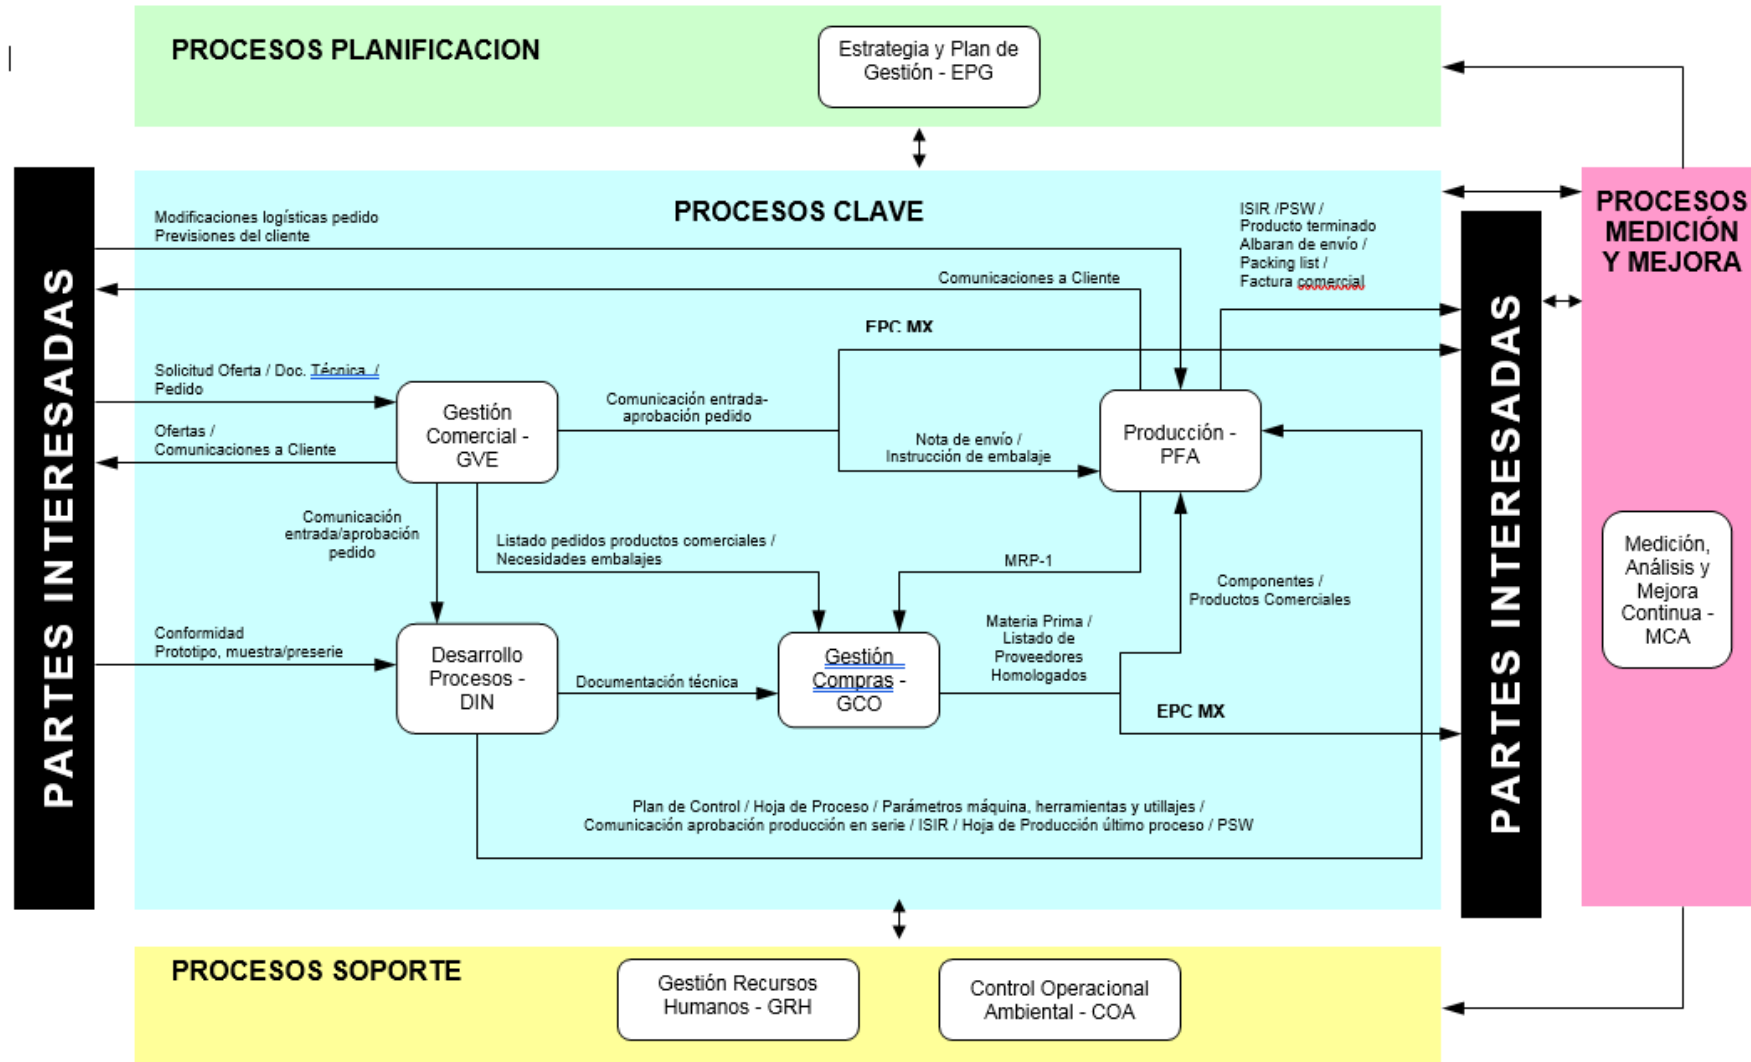 PROCESOS PLANIFICACION
Estrategia y Plan de
Gestión - EPG
PARTES INTERESADAS
PROCESOS CLAVE
Modificaciones logísticas pedido
Previsiones del cliente
Comunicaciones a Cliente
ISIR /PSW /
Producto terminado
Albaran de envío /
Packing list /
Factura comercial
EPC MX
Solicitud Oferta / Doc. Técnica /
Pedido
Ofertas /
Comunicaciones a Cliente
Gestión
Comercial -
GVE
Comunicación entrada-
aprobación pedido
Nota de envío /
Instrucción de embalaje
Producción -
PFA
Comunicación
entrada/aprobación
pedido
Listado pedidos productos comerciales /
Necesidades embalajes
MRP-1
Componentes /
Productos Comerciales
Conformidad
Prototipo, muestra/preserie
Desarrollo
Procesos -
DIN
Documentación técnica
Gestión
Compras -
GCO
Materia Prima /
Listado de
Proveedores
Homologados
EPC MX
Plan de Control / Hoja de Proceso / Parámetros máquina, herramientas y utillajes /
Comunicación aprobación producción en serie / ISIR / Hoja de Producción último proceso / PSW
PARTES INTERESADAS
PROCESOS
MEDICIÓN
Y MEJORA
Medición,
Análisis y
Mejora
Continua -
MCA
PROCESOS SOPORTE
Gestión Recursos
Humanos - GRH
Control Operacional
Ambiental - COA